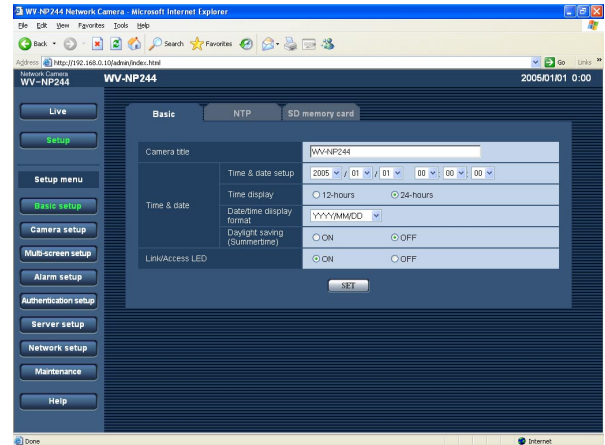 WV-NP244 Network Camera - Microsoft Internet Explorer
File Edit View Favorites Tools Help
Back Search Favorites
Address http://192.168.0.10/admin/index.html Go Links »
Network Camera
WV-NP244
WV-NP244
2005/01/01 0:00
Live
Setup
Setup menu
Basic setup
Camera setup
Multi-screen setup
Alarm setup
Authentication setup
Server setup
Network setup
Maintenance
Help
Basic NTP SD memory card
Camera title WV-NP244
Time & date
Time & date setup 2005 / 01 / 01 00 : 00 : 00
Time display 12-hours 24-hours
Date/time display
format
YYYY/MM/DD
Daylight saving
(Summertime)
ON OFF
Link/Access LED ON OFF
SET
Done Internet